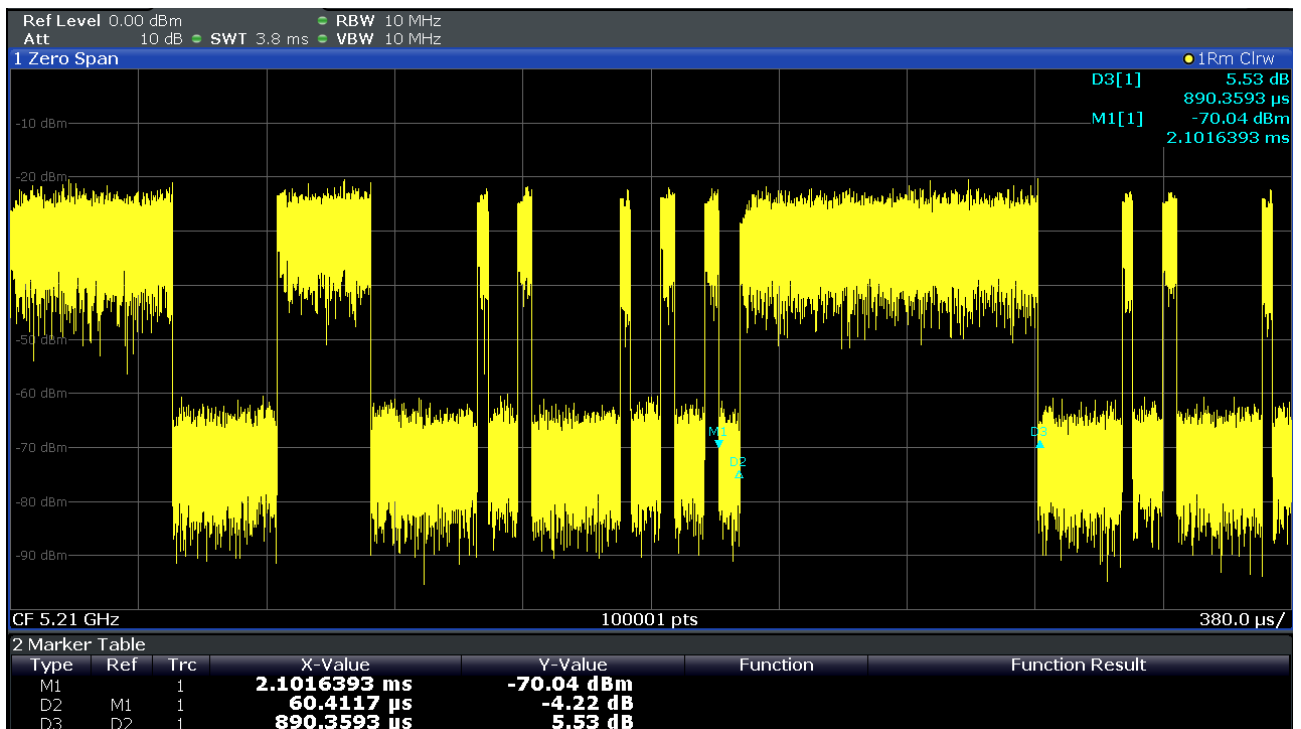 Ref Level 0.00 dBm RBW 10 MHz
Att 10 dB SWT 3.8 ms VBW 10 MHz
1 Zero Span 1Rm Clrw
D3[1] 5.53 dB
890.3593 µs
M1[1] -70.04 dBm
2.1016393 ms
-10 dBm
-20 dBm
-50 dBm
-60 dBm
M1
D3
-70 dBm
D2
-80 dBm
-90 dBm
CF 5.21 GHz 100001 pts 380.0 µs/
2 Marker Table
Type Ref Trc X-Value Y-Value Function Function Result
M1 1 2.1016393 ms -70.04 dBm
D2 M1 1 60.4117 µs -4.22 dB
D3 D2 1 890.3593 µs 5.53 dB